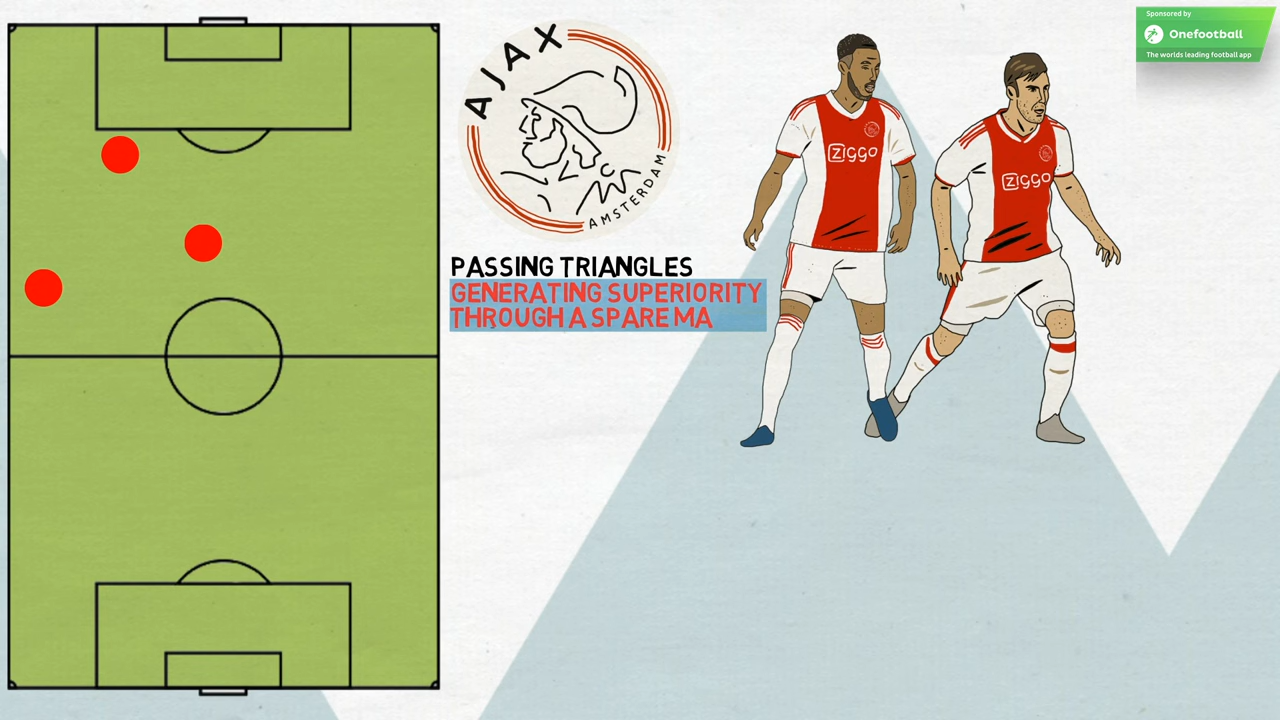 AJAX
AMSTERDAM
PASSING TRIANGLES
GENERATING SUPERIORITY
THROUGH A SPARE MA
ZIGGO
ZIGGO
Sponsored by
Onefootball
The worlds leading football app